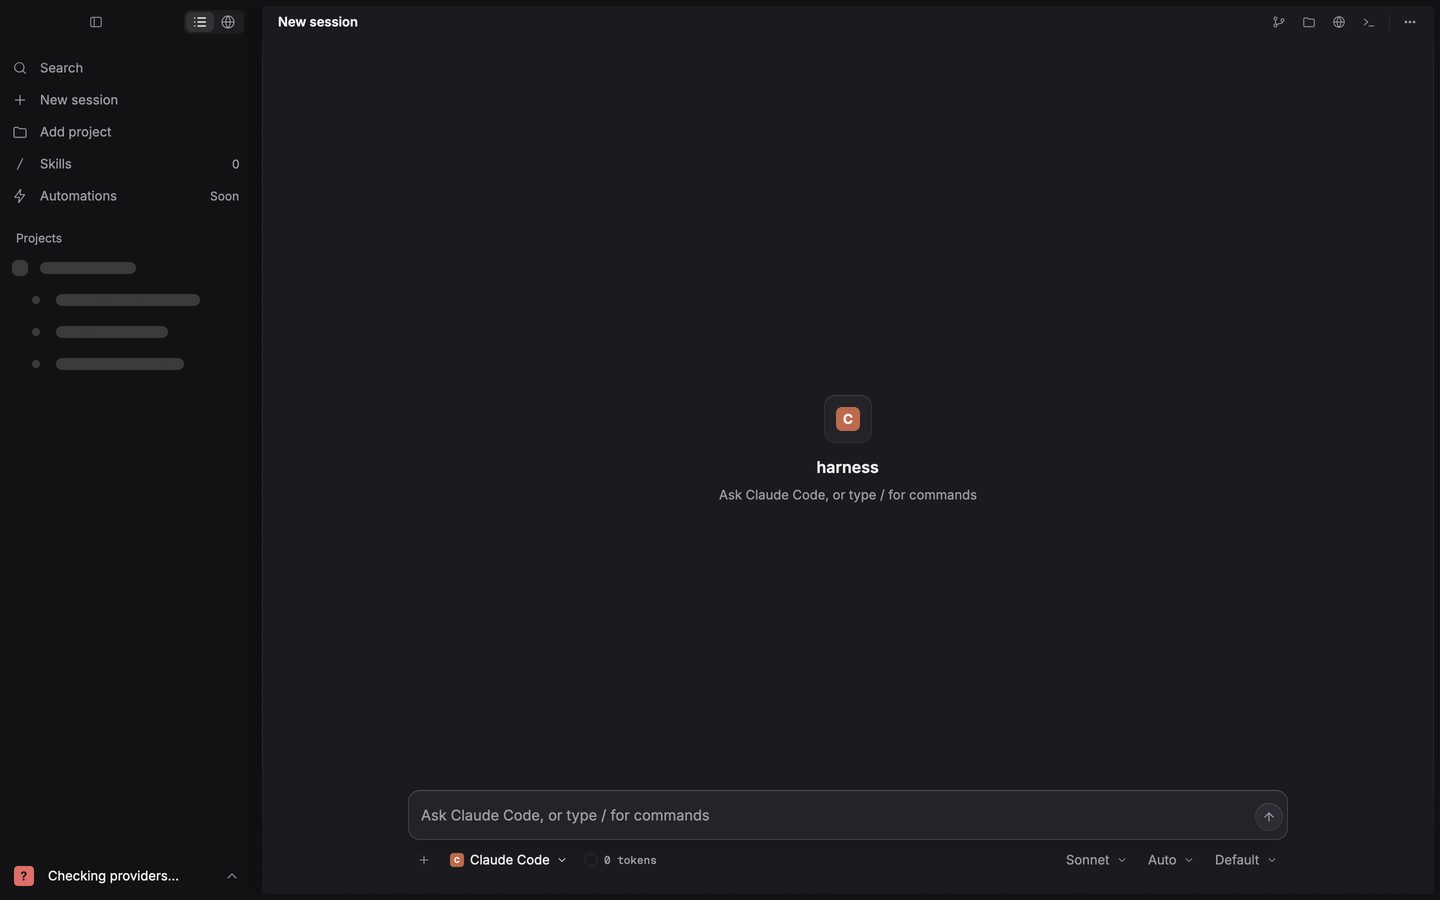 New session
Search
New session
Add project
/ Skills 0
Automations Soon
Projects
C
harness
Ask Claude Code, or type / for commands
Ask Claude Code, or type / for commands
C Claude Code 0 tokens Sonnet Auto Default
? Checking providers...